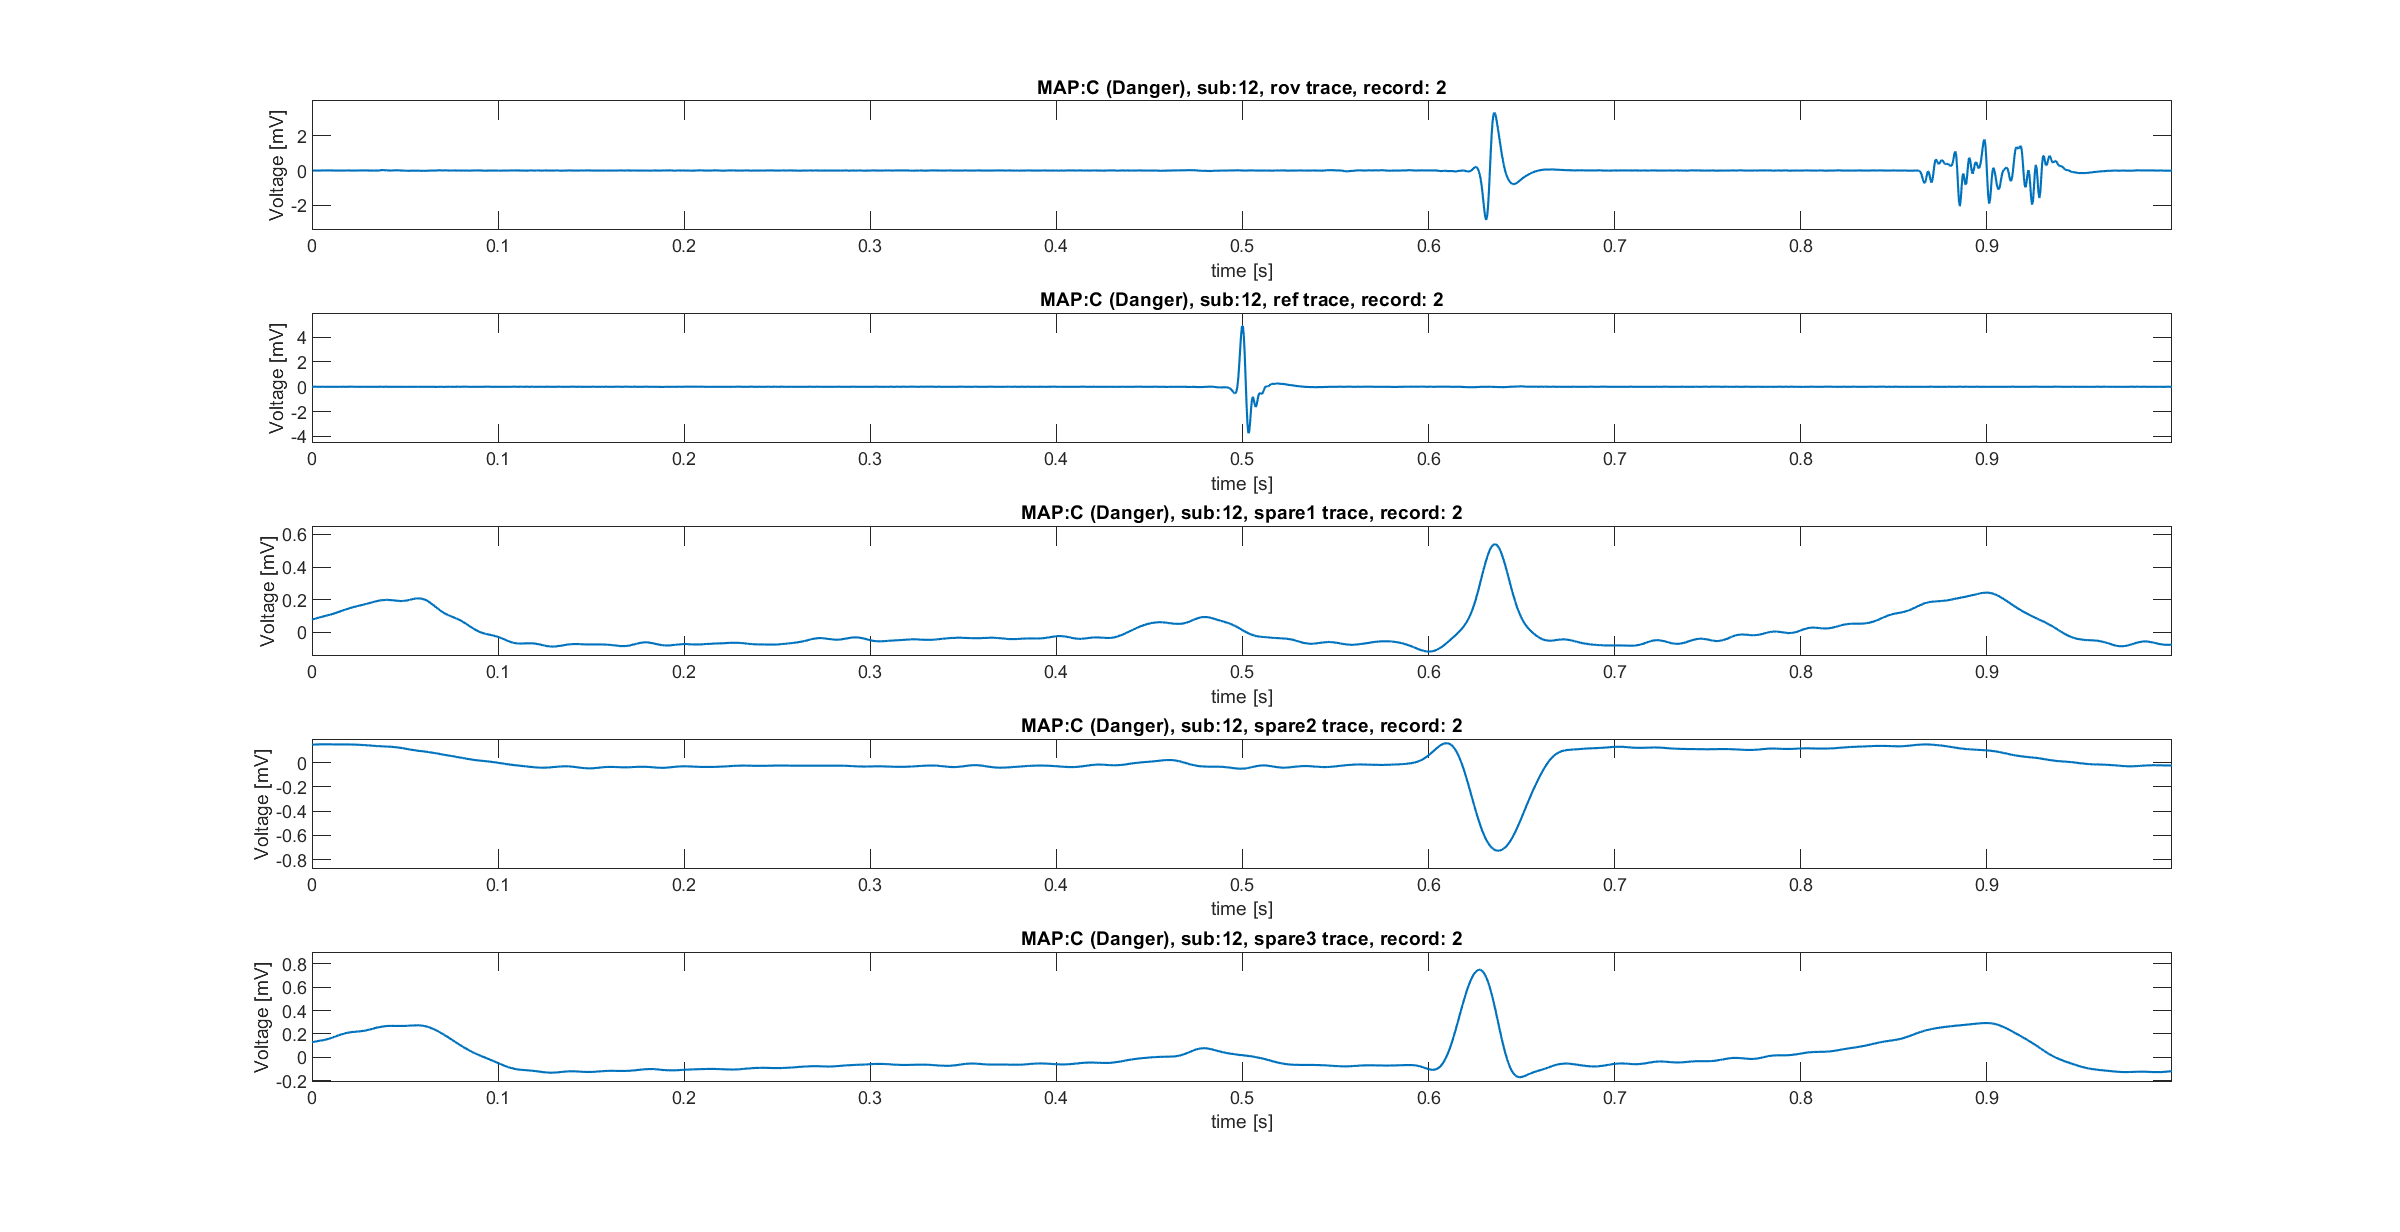 MAP:C (Danger), sub:12, rov trace, record: 2
Voltage [mV]
2
0
-2
0 0.1 0.2 0.3 0.4 0.5 0.6 0.7 0.8 0.9
time [s]
MAP:C (Danger), sub:12, ref trace, record: 2
Voltage [mV]
4
2
0
-2
-4
0 0.1 0.2 0.3 0.4 0.5 0.6 0.7 0.8 0.9
time [s]
MAP:C (Danger), sub:12, spare1 trace, record: 2
Voltage [mV]
0.6
0.4
0.2
0
0 0.1 0.2 0.3 0.4 0.5 0.6 0.7 0.8 0.9
time [s]
MAP:C (Danger), sub:12, spare2 trace, record: 2
Voltage [mV]
0
-0.2
-0.4
-0.6
-0.8
0 0.1 0.2 0.3 0.4 0.5 0.6 0.7 0.8 0.9
time [s]
MAP:C (Danger), sub:12, spare3 trace, record: 2
Voltage [mV]
0.8
0.6
0.4
0.2
0
-0.2
0 0.1 0.2 0.3 0.4 0.5 0.6 0.7 0.8 0.9
time [s]